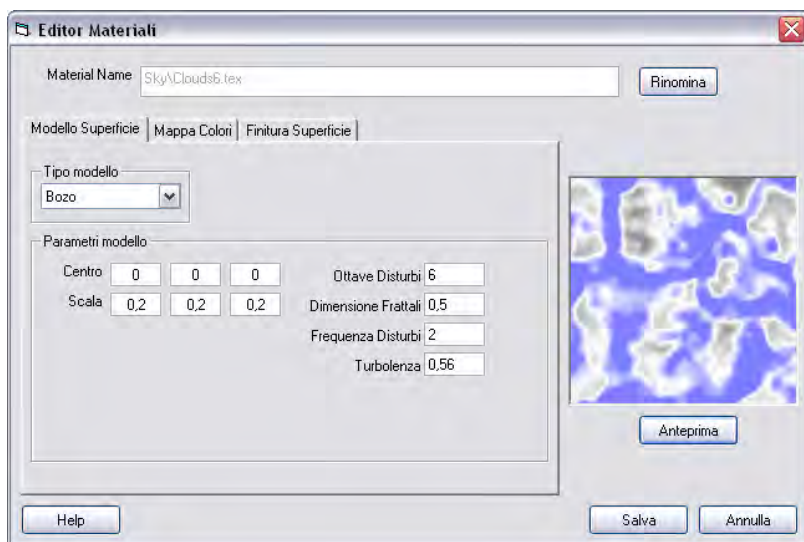 Editor Materiali
Material Name Sky\Clouds6.tex Rinomina
Modello Superficie Mappa Colori Finitura Superficie
Tipo modello
Bozo
Parametri modello
Centro 0 0 0 Ottave Disturbi 6
Scala 0,2 0,2 0,2 Dimensione Frattali 0,5
Frequenza Disturbi 2
Turbolenza 0,56
Anteprima
Help Salva Annulla